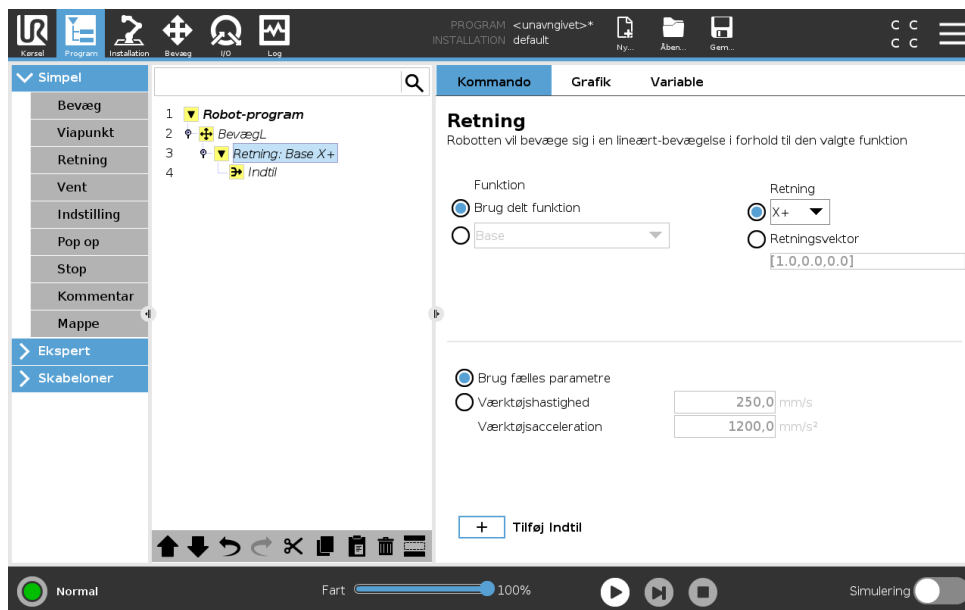 UR
PROGRAM <unavngivet>*
INSTALLATION default
Kørsel Program Installation Bevæg I/O Log Ny... Åben... Gem...
C C
C C
Simpel
Bevæg
Viapunkt
Retning
Vent
Indstilling
Pop op
Stop
Kommentar
Mappe
Ekspert
Skabeloner
1 Robot-program
2 BevægL
3 Retning: Base X+
4 Indtil
Kommando Grafik Variable
Retning
Robotten vil bevæge sig i en lineært-bevægelse i forhold til den valgte funktion
Funktion
Brug delt funktion
Base
Retning
X+
Retningsvektor
[1.0,0.0,0.0]
Brug fælles parametre
Værktøjshastighed 250,0 mm/s
Værktøjsacceleration 1200,0 mm/s²
+ Tilføj Indtil
Normal Fart 100% Simulering